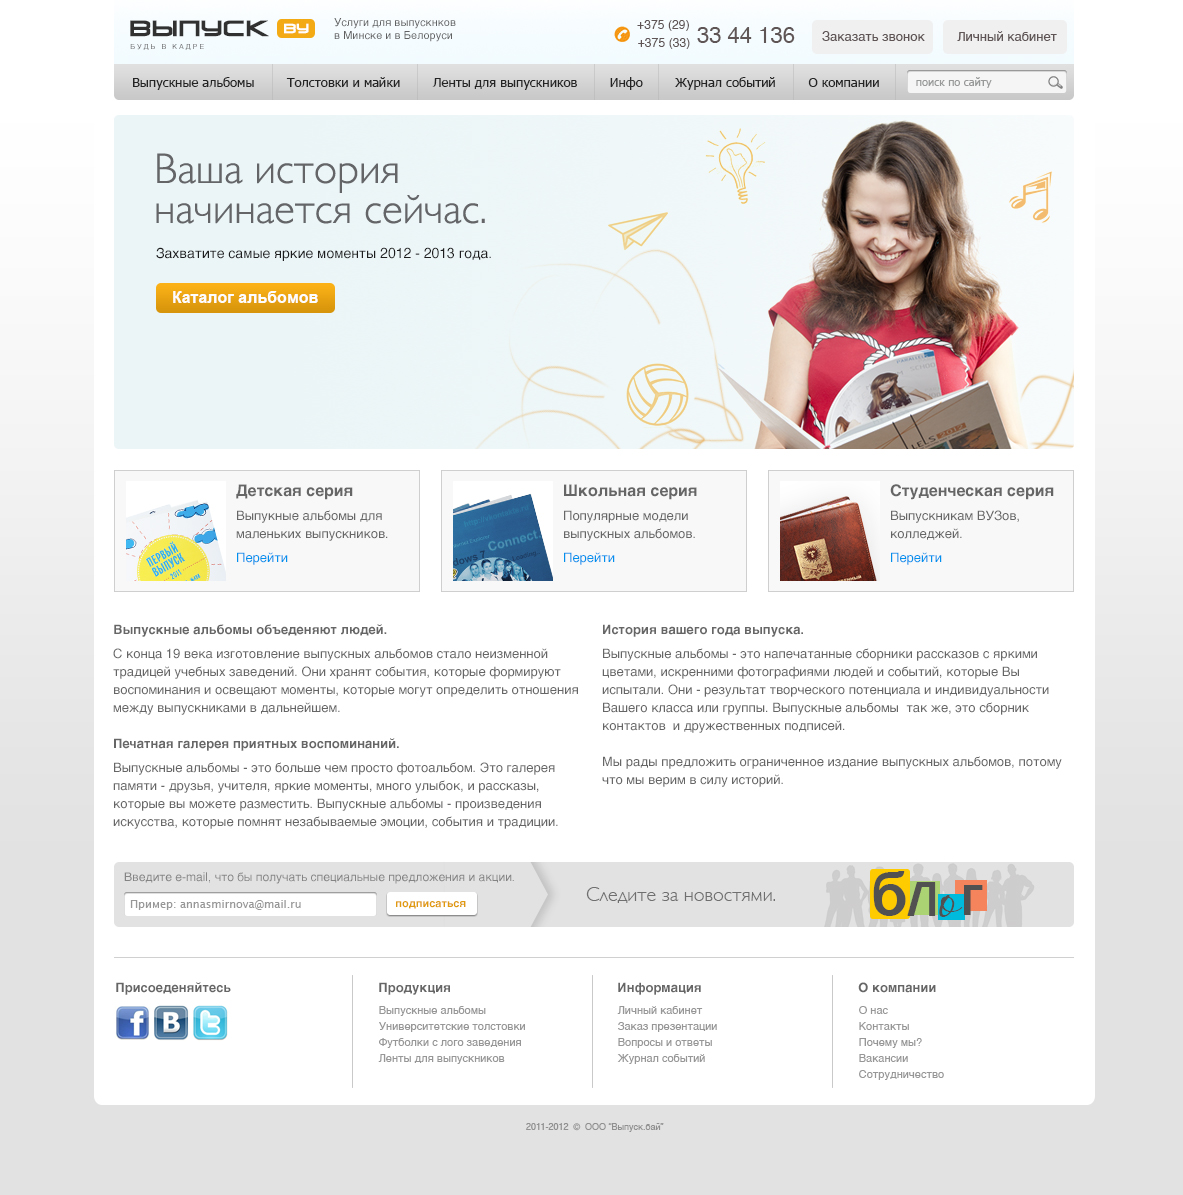 ВЫПУСК BY
БУДЬ В КАДРЕ
Услуги для выпускнков
в Минске и в Белоруси
+375 (29)
+375 (33)
33 44 136
Заказать звонок
Личный кабинет
Выпускные альбомы
Толстовки и майки
Ленты для выпускников
Инфо
Журнал событий
О компании
поиск по сайту
Ваша история
начинается сейчас.
Захватите самые яркие моменты 2012 - 2013 года.
Каталог альбомов
Детская серия
Выпукные альбомы для
маленьких выпускников.
Перейти
ПЕРВЫЙ
ВЫПУСК
2011
Школьная серия
Популярные модели
выпускных альбомов.
Перейти
Connect
Студенческая серия
Выпускникам ВУЗов,
колледжей.
Перейти
Выпускные альбомы объеденяют людей.
С конца 19 века изготовление выпускных альбомов стало неизменной
традицей учебных заведений. Они хранят события, которые формируют
воспоминания и освещают моменты, которые могут определить отношения
между выпускниками в дальнейшем.
Печатная галерея приятных воспоминаний.
Выпускные альбомы - это больше чем просто фотоальбом. Это галерея
памяти - друзья, учителя, яркие моменты, много улыбок, и рассказы,
которые вы можете разместить. Выпускные альбомы - произведения
искусства, которые помнят незабываемые эмоции, события и традиции.
История вашего года выпуска.
Выпускные альбомы - это напечатанные сборники рассказов с яркими
цветами, искренними фотографиями людей и событий, которые Вы
испытали. Они - результат творческого потенциала и индивидуальности
Вашего класса или группы. Выпускные альбомы  так же, это сборник
контактов  и дружественных подписей.
Мы рады предложить ограниченное издание выпускных альбомов, потому
что мы верим в силу историй.
Введите e-mail, что бы получать специальные предложения и акции.
Пример: annasmirnova@mail.ru
подписаться
Следите за новостями.
блог
Присоеденяйтесь
Продукция
Выпускные альбомы
Университетские толстовки
Футболки с лого заведения
Ленты для выпускников
Информация
Личный кабинет
Заказ презентации
Вопросы и ответы
Журнал событий
О компании
О нас
Контакты
Почему мы?
Вакансии
Сотрудничество
2011-2012 © ООО "Выпуск.бай"